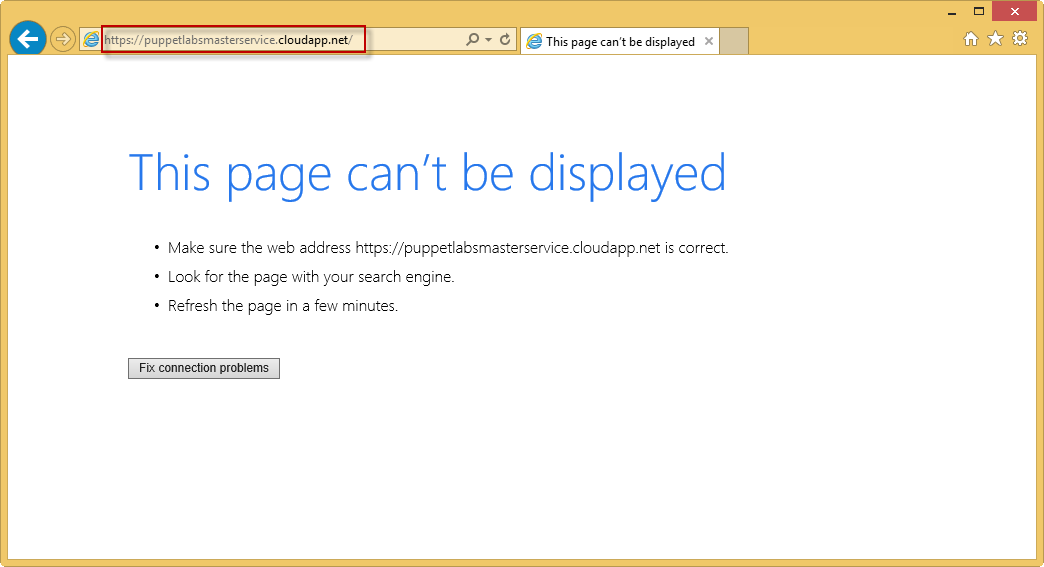 https://puppetlabsmasterservice.cloudapp.net/
This page can't be displayed
This page can’t be displayed
• Make sure the web address https://puppetlabsmasterservice.cloudapp.net is correct.
• Look for the page with your search engine.
• Refresh the page in a few minutes.
Fix connection problems